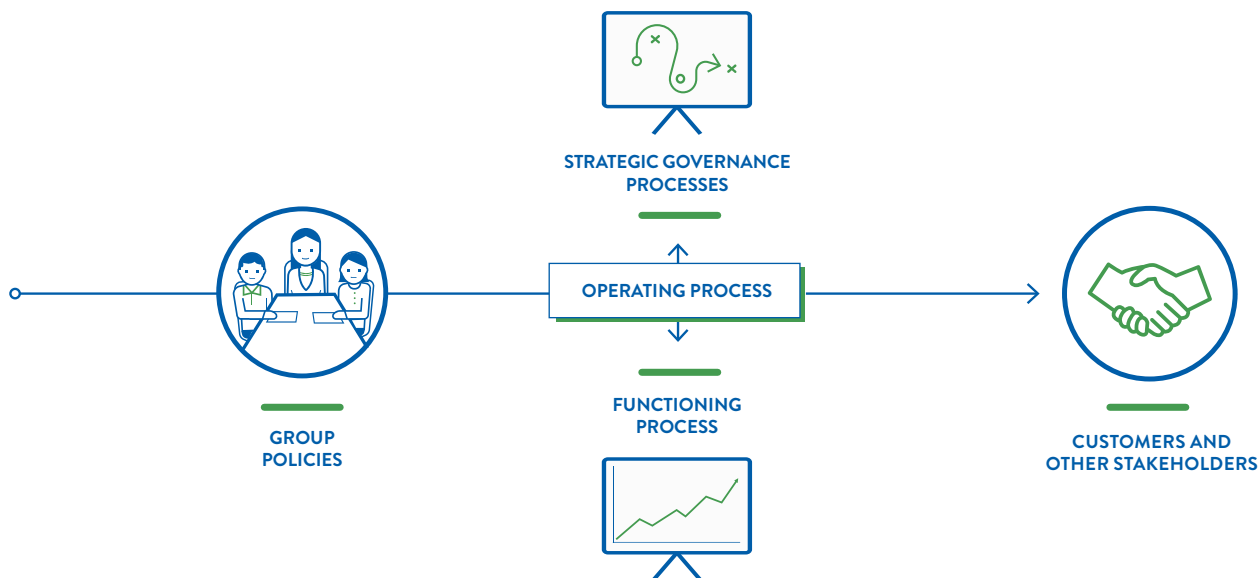 STRATEGIC GOVERNANCE
PROCESSES
OPERATING PROCESS
FUNCTIONING
PROCESS
GROUP
POLICIES
CUSTOMERS AND
OTHER STAKEHOLDERS